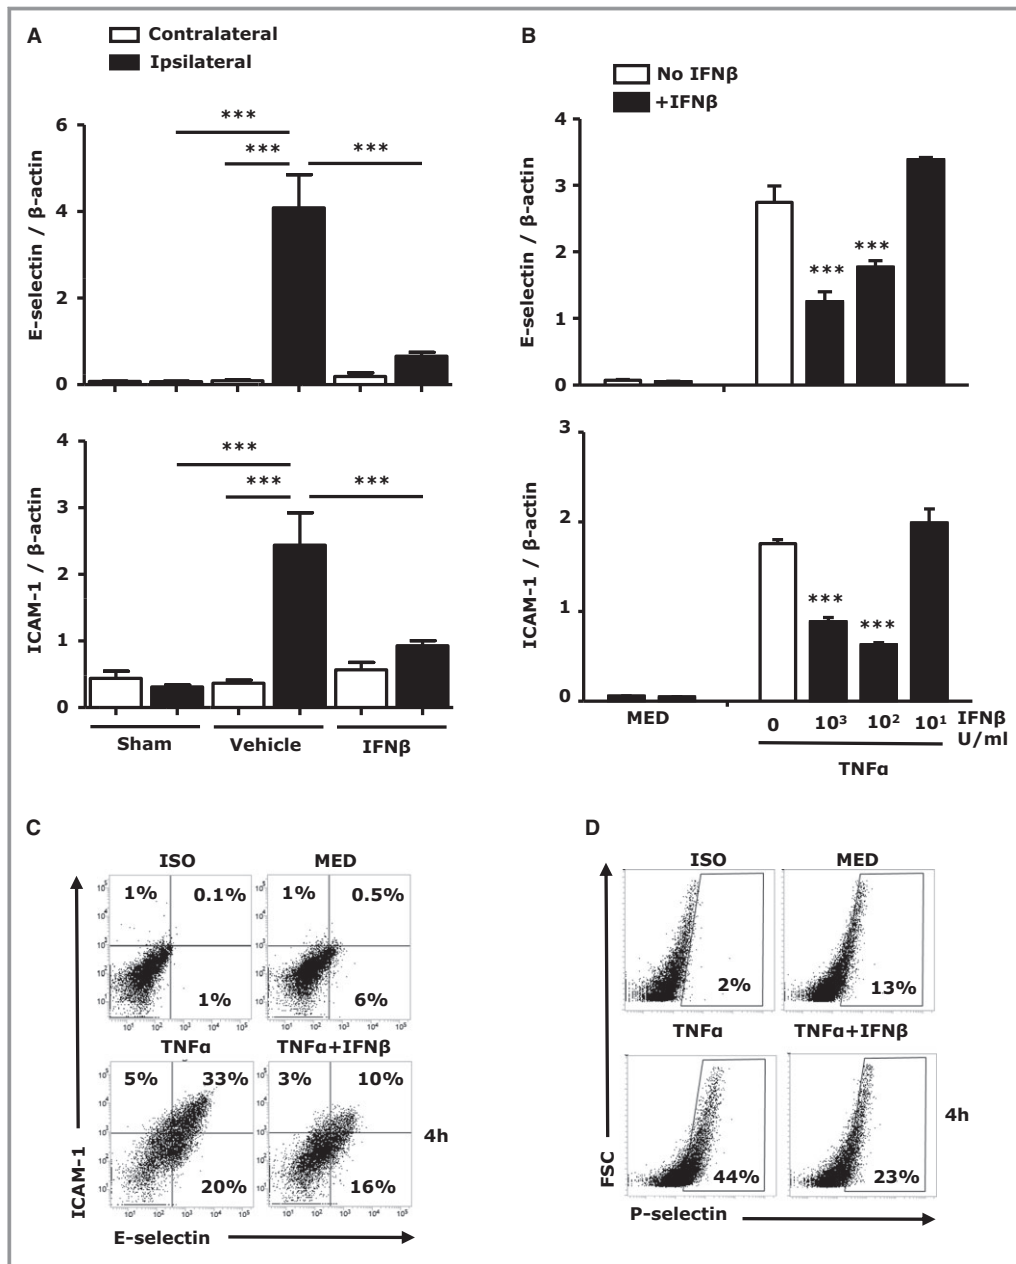 A
Contralateral
Ipsilateral
E-selectin / β-actin
6
4
2
0
***
***
***
ICAM-1 / β-actin
4
3
2
1
0
***
***
***
Sham Vehicle IFNβ
B
No IFNβ
+IFNβ
E-selectin / β-actin
4
3
2
1
0
***
***
ICAM-1 / β-actin
3
2
1
0
***
***
MED 0 10³ 10² 10¹ IFNβ
U/ml
TNFα
C
ISO MED
1% 0.1% 1% 0.5%
1% 6%
TNFα TNFα+IFNβ
5% 33% 3% 10%
20% 16%
4h
ICAM-1
E-selectin
D
ISO MED
2% 13%
TNFα TNFα+IFNβ
44% 23%
4h
FSC
P-selectin